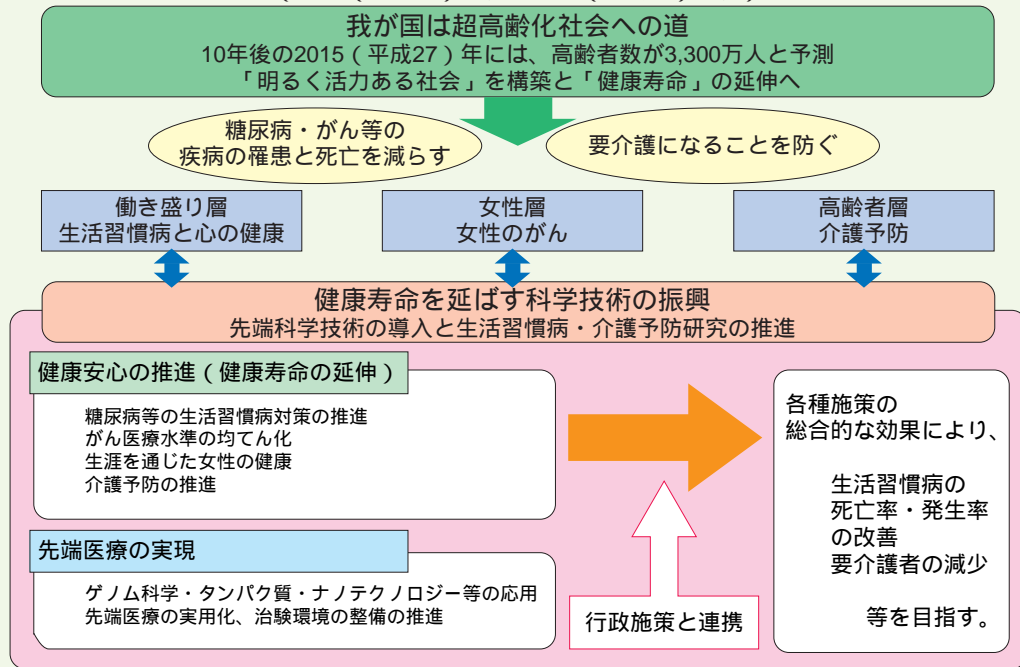 我が国は超高齢化社会への道
10年後の2015(平成27)年には、高齢者数が3,300万人と予測
「明るく活力ある社会」を構築と「健康寿命」の延伸へ
糖尿病・がん等の
疾病の罹患と死亡を減らす
要介護になることを防ぐ
働き盛り層
生活習慣病と心の健康
女性層
女性のがん
高齢者層
介護予防
健康寿命を延ばす科学技術の振興
先端科学技術の導入と生活習慣病・介護予防研究の推進
健康安心の推進(健康寿命の延伸)
糖尿病等の生活習慣病対策の推進
がん医療水準の均てん化
生涯を通じた女性の健康
介護予防の推進
先端医療の実現
ゲノム科学・タンパク質・ナノテクノロジー等の応用
先端医療の実用化、治験環境の整備の推進
行政施策と連携
各種施策の
総合的な効果により、
生活習慣病の
死亡率・発生率
の改善
要介護者の減少
等を目指す。